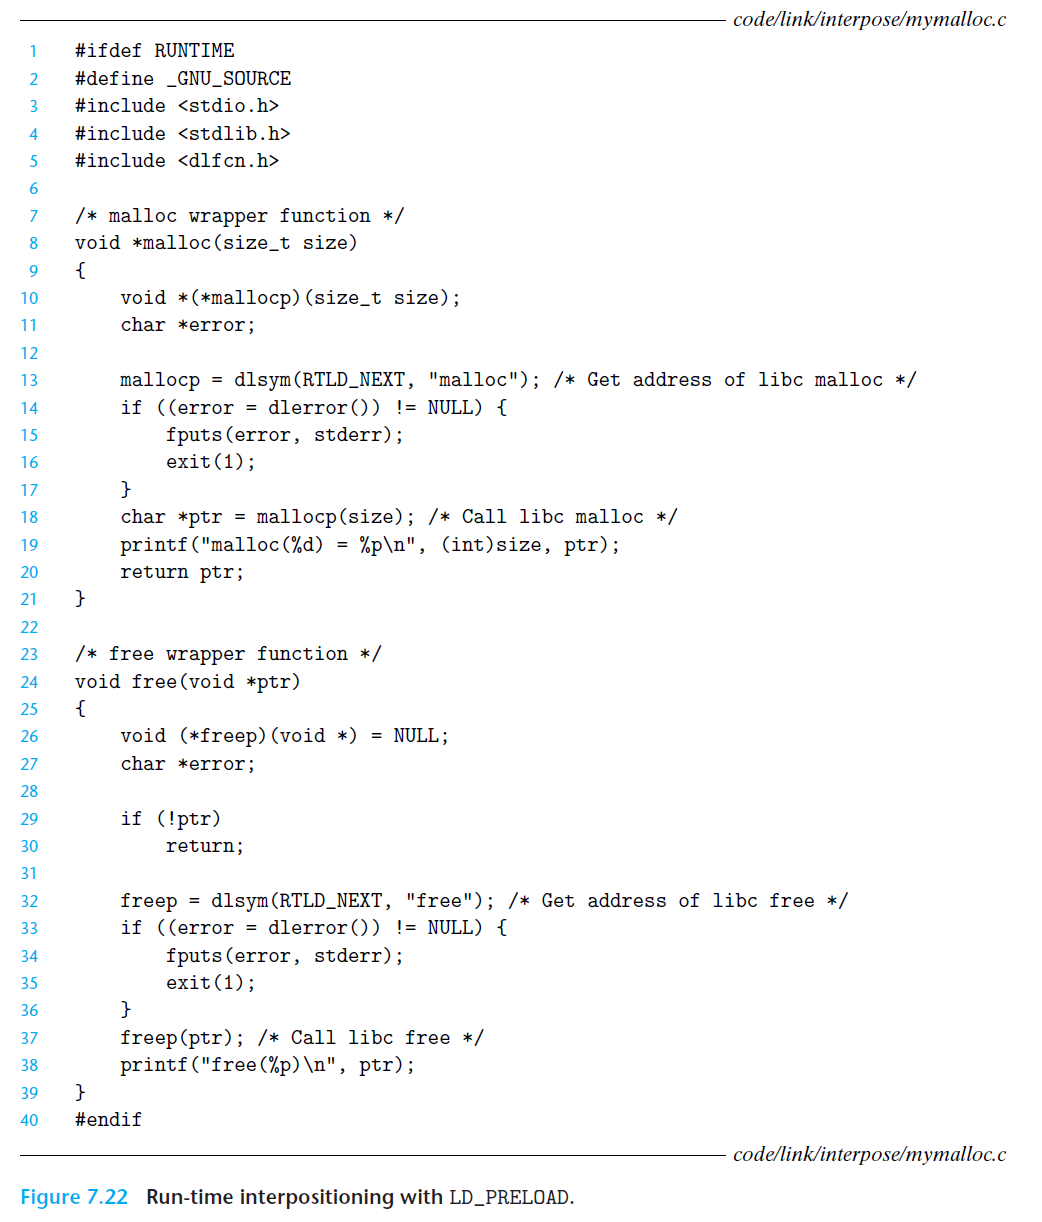 code/link/interpose/mymalloc.c
1 #ifdef RUNTIME
2 #define _GNU_SOURCE
3 #include <stdio.h>
4 #include <stdlib.h>
5 #include <dlfcn.h>
6
7 /* malloc wrapper function */
8 void *malloc(size_t size)
9 {
10     void *(*mallocp)(size_t size);
11     char *error;
12
13     mallocp = dlsym(RTLD_NEXT, "malloc"); /* Get address of libc malloc */
14     if ((error = dlerror()) != NULL) {
15         fputs(error, stderr);
16         exit(1);
17     }
18     char *ptr = mallocp(size); /* Call libc malloc */
19     printf("malloc(%d) = %p\n", (int)size, ptr);
20     return ptr;
21 }
22
23 /* free wrapper function */
24 void free(void *ptr)
25 {
26     void (*freep)(void *) = NULL;
27     char *error;
28
29     if (!ptr)
30         return;
31
32     freep = dlsym(RTLD_NEXT, "free"); /* Get address of libc free */
33     if ((error = dlerror()) != NULL) {
34         fputs(error, stderr);
35         exit(1);
36     }
37     freep(ptr); /* Call libc free */
38     printf("free(%p)\n", ptr);
39 }
40 #endif
code/link/interpose/mymalloc.c
Figure 7.22 Run-time interpositioning with LD_PRELOAD.